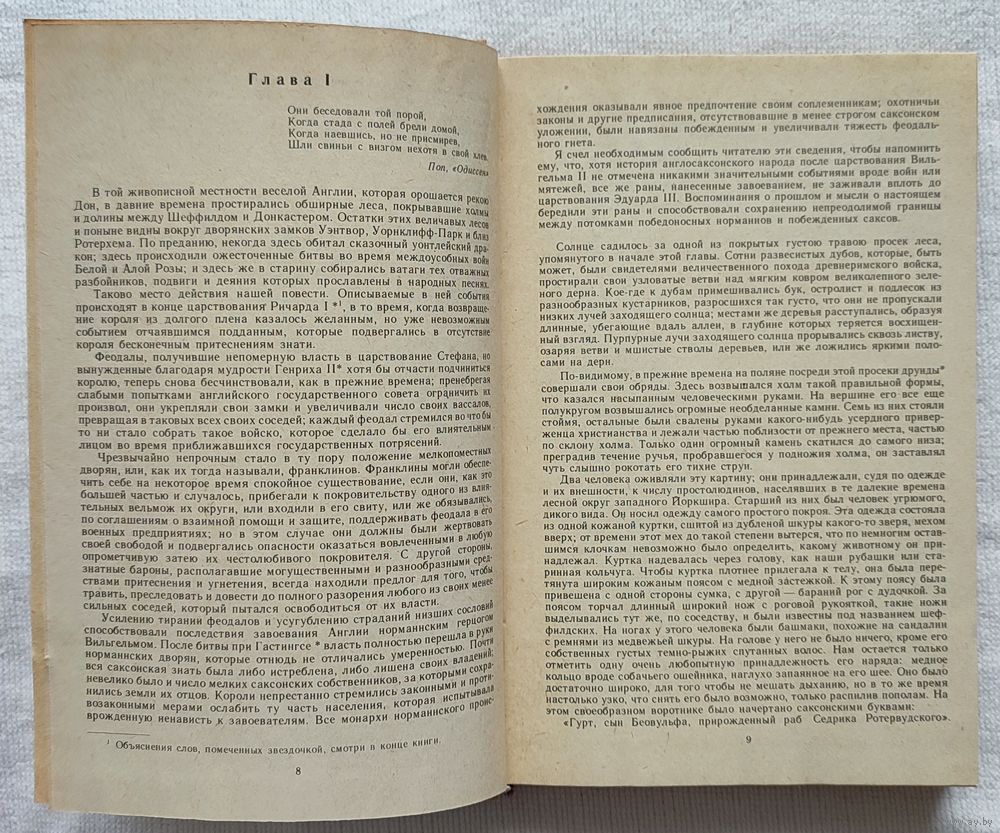 Глава I
Они беседовали той порой,
Когда стада с полей брели домой,
Когда наевшись, но не присмирев,
Шли свиньи с визгом нехотя в свой хлев.
Поп, «Одиссея»
В той живописной местности веселой Англии, которая орошается рекою
Дон, в давние времена простирались обширные леса, покрывавшие холмы
и долины между Шеффилдом и Донкастером. Остатки этих величавых лесов
и поныне видны вокруг дворянских замков Уэнтвор, Уорнклифф-Парк и близ
Ротерхема. По преданию, некогда здесь обитал сказочный уонтлейский дра-
кон; здесь происходили ожесточенные битвы во время междоусобных войн
Белой и Алой Розы; и здесь же в старину собирались ватаги тех отважных
разбойников, подвиги и деяния которых прославлены в народных песнях.
Таково место действия нашей повести. Описываемые в ней события
происходят в конце царствования Ричарда I *¹, в то время, когда возвраще-
ние короля из долгого плена казалось желанным, но уже невозможным
событием отчаявшимся подданным, которые подвергались в отсутствие
короля бесконечным притеснениям знати.
Феодалы, получившие непомерную власть в царствование Стефана, но
вынужденные благодаря мудрости Генриха II* хотя бы отчасти подчиниться
королю, теперь снова бесчинствовали, как в прежние времена; пренебрегая
слабыми попытками английского государственного совета ограничить их
произвол, они укрепляли свои замки и увеличивали число своих вассалов,
превращая в таковых всех своих соседей; каждый феодал стремился во что бы
то ни стало собрать такое войско, которое сделало бы его влиятельным
лицом во время приближавшихся государственных потрясений.
Чрезвычайно непрочным стало в ту пору положение мелкопоместных
дворян, или, как их тогда называли, франклинов. Франклины могли обеспе-
чить себе на некоторое время спокойное существование, если они, как это
большей частью и случалось, прибегали к покровительству одного из влия-
тельных вельмож их округи, или входили в его свиту, или же обязывались
по соглашениям о взаимной помощи и защите, поддерживать феодала в его
военных предприятиях; но в этом случае они должны были жертвовать
своей свободой и подвергались опасности оказаться вовлеченными в любую
опрометчивую затею их честолюбивого покровителя. С другой стороны,
знатные бароны, располагавшие могущественными и разнообразными сред-
ствами притеснения и угнетения, всегда находили предлог для того, чтобы
травить, преследовать и довести до полного разорения любого из своих менее
сильных соседей, который пытался освободиться от их власти.
Усилению тирании феодалов и усугублению страданий низших сословий
способствовали последствия завоевания Англии норманнским герцогом
Вильгельмом. После битвы при Гастингсе * власть полностью перешла в руки
норманнских дворян, которые отнюдь не отличались умеренностью. Почти
вся саксонская знать была либо истреблена, либо лишена своих владений;
невелико было и число мелких саксонских собственников, за которыми сохра-
нились земли их отцов. Короли непрестанно стремились законными и проти-
возаконными мерами ослабить ту часть населения, которая испытывала
врожденную ненависть к завоевателям. Все монархи норманнского проис-
¹ Объяснения слов, помеченных звездочкой, смотри в конце книги.
8
хождения оказывали явное предпочтение своим соплеменникам; охотничьи
законы и другие предписания, отсутствовавшие в менее строгом саксонском
уложении, были навязаны побежденным и увеличивали тяжесть феодаль-
ного гнета.
Я счел необходимым сообщить читателю эти сведения, чтобы напомнить
ему, что, хотя история англосаксонского народа после царствования Виль-
гельма II не отмечена никакими значительными событиями вроде войн или
мятежей, все же раны, нанесенные завоеванием, не заживали вплоть до
царствования Эдуарда III. Воспоминания о прошлом и мысли о настоящем
бередили эти раны и способствовали сохранению непреодолимой границы
между потомками победоносных норманнов и побежденных саксов.
Солнце садилось за одной из покрытых густою травою просек леса,
упомянутого в начале этой главы. Сотни развесистых дубов, которые, быть
может, были свидетелями величественного похода древнеримского войска,
простирали свои узловатые ветви над мягким ковром великолепного зеле-
ного дерна. Кое-где к дубам примешивались бук, остролист и подлесок из
разнообразных кустарников, разросшихся так густо, что они не пропускали
низких лучей заходящего солнца; местами же деревья расступались, образуя
длинные, убегающие вдаль аллеи, в глубине которых теряется восхищен-
ный взгляд. Пурпурные лучи заходящего солнца прорывались сквозь листву,
озаряя ветви и мшистые стволы деревьев, или же ложились яркими поло-
сами на дерн.
По-видимому, в прежние времена на поляне посреди этой просеки друиды*
совершали свои обряды. Здесь возвышался холм такой правильной формы,
что казался насыпанным человеческими руками. На вершине его все еще
полукругом возвышались огромные необделанные камни. Семь из них стояли
стоймя, остальные были свалены руками какого-нибудь усердного привер-
женца христианства и лежали частью поблизости от прежнего места, частью
по склону холма. Только один огромный камень скатился до самого низа;
преградив течение ручья, пробравшегося у подножия холма, он заставлял
чуть слышно рокотать его тихие струи.
Два человека оживляли эту картину; они принадлежали, судя по одежде
и их внешности, к числу простолюдинов, населявших в те далекие времена
лесной округ западного Йоркшира. Старший из них был человек угрюмого,
дикого вида. Он носил одежду самого простого покроя. Эта одежда состояла
из одной кожаной куртки, сшитой из дубленой шкуры какого-то зверя, мехом
вверх; от времени этот мех до такой степени вытерся, что по немногим остав-
шимся клочкам невозможно было определить, какому животному он при-
надлежал. Куртка надевалась через голову, как наши рубашки или ста-
ринная кольчуга. Чтобы куртка плотнее прилегала к телу, она была пере-
тянута широким кожаным поясом с медной застежкой. К этому поясу была
привешена с одной стороны сумка, с другой — бараний рог с дудочкой. За
поясом торчал длинный широкий нож с роговой рукояткой, такие ножи
выделывались тут же, по соседству, и были известны под названием шеф-
филдских. На ногах у этого человека были башмаки, похожие на сандалии
с ремнями из медвежьей шкуры. На голове у него не было ничего, кроме его
собственных густых темно-рыжих спутанных волос. Нам остается только
отметить одну очень любопытную принадлежность его наряда: медное
кольцо вроде собачьего ошейника, наглухо запаянное на его шее. Оно было
достаточно широко, для того чтобы не мешать дыханию, но в то же время
настолько узко, что снять его было возможно, только распилив пополам. На
этом своеобразном воротнике было начертано саксонскими буквами:
«Гурт, сын Беовульфа, прирожденный раб Седрика Ротервудского».
9
www.ay.by